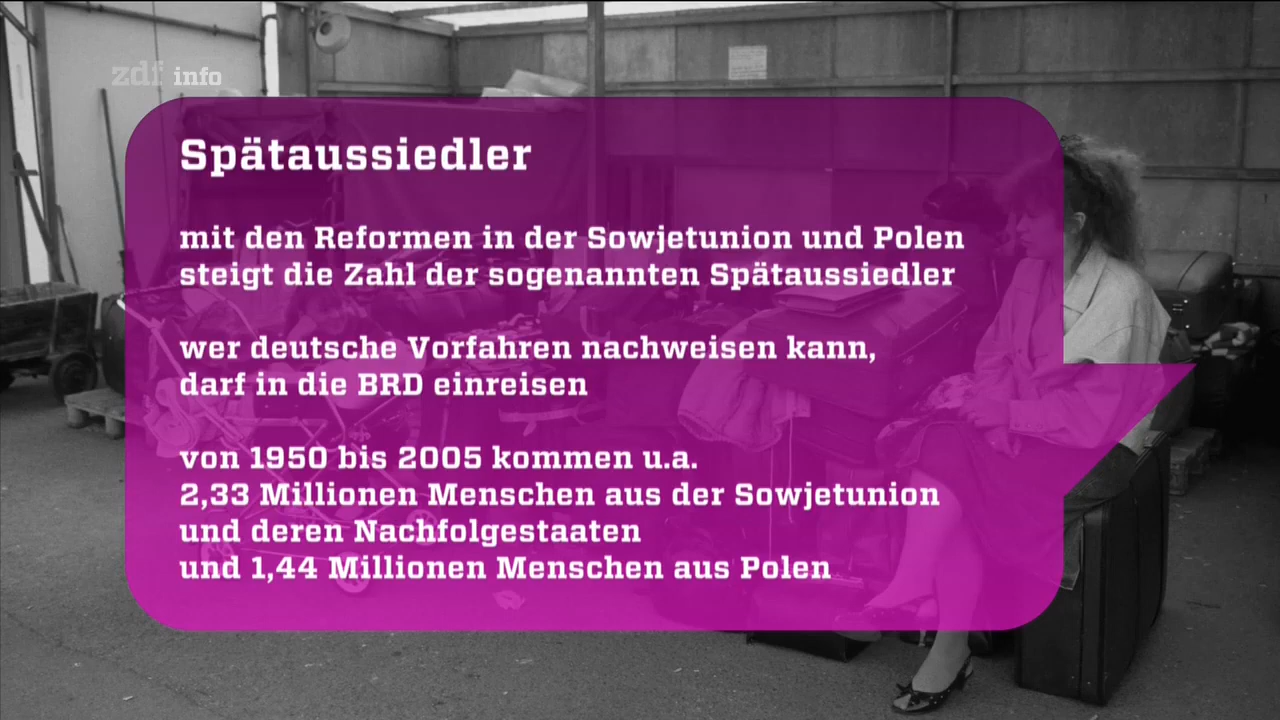 zdf info
Spätaussiedler
mit den Reformen in der Sowjetunion und Polen
steigt die Zahl der sogenannten Spätaussiedler
wer deutsche Vorfahren nachweisen kann,
darf in die BRD einreisen
von 1950 bis 2005 kommen u.a.
2,33 Millionen Menschen aus der Sowjetunion
und deren Nachfolgestaaten
und 1,44 Millionen Menschen aus Polen